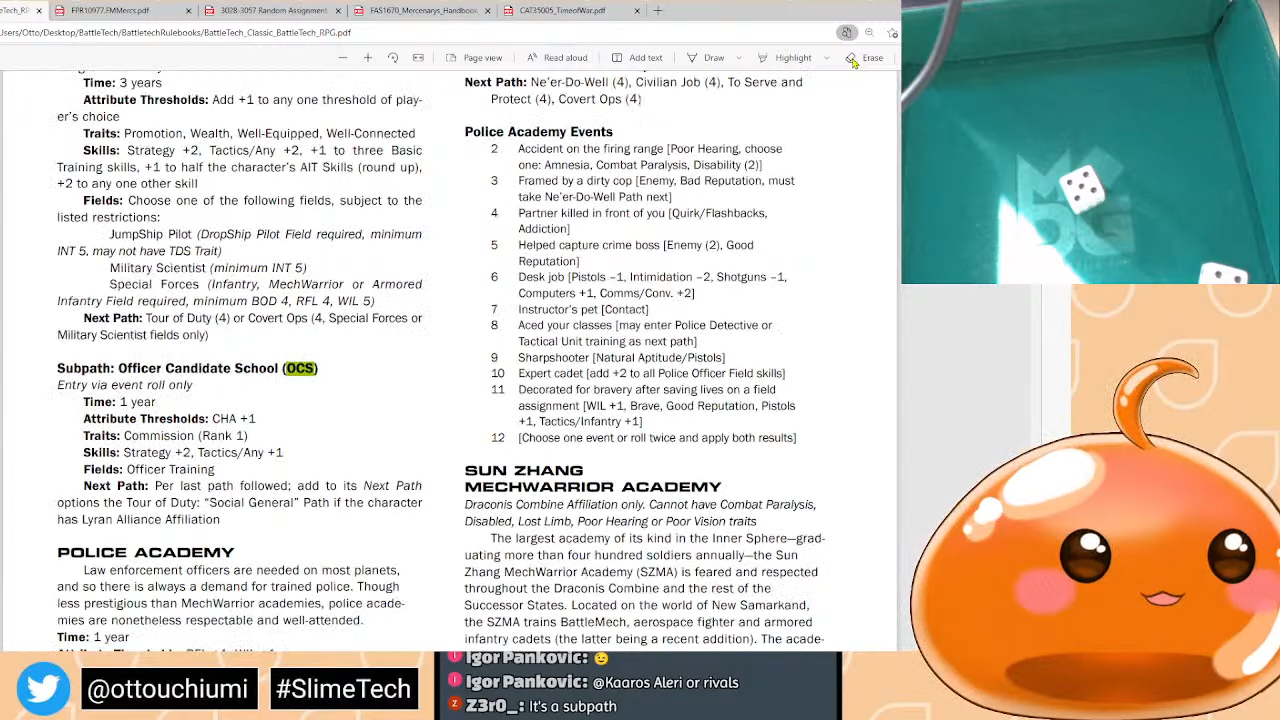 FPR10977.EMMercs.pdf
3028-3057 Random Assignment
FAS1670_Mercenarys_Handbook
CAT35005_TimeofWar.pdf
Users/Otto/Desktop/BattleTech/BattletechRulebooks/BattleTech_Classic_BattleTech_RPG.pdf
Page view
Read aloud
Add text
Draw
Highlight
Erase
Time: 3 years
Attribute Thresholds: Add +1 to any one threshold of play-
er's choice
Traits: Promotion, Wealth, Well-Equipped, Well-Connected
Skills: Strategy +2, Tactics/Any +2, +1 to three Basic
Training skills, +1 to half the character's AIT Skills (round up),
+2 to any one other skill
Fields: Choose one of the following fields, subject to the
listed restrictions:
JumpShip Pilot (DropShip Pilot Field required, minimum
INT 5, may not have TDS Trait)
Military Scientist (minimum INT 5)
Special Forces (Infantry, MechWarrior or Armored
Infantry Field required, minimum BOD 4, RFL 4, WIL 5)
Next Path: Tour of Duty (4) or Covert Ops (4, Special Forces or
Military Scientist fields only)
Subpath: Officer Candidate School (OCS)
Entry via event roll only
Time: 1 year
Attribute Thresholds: CHA +1
Traits: Commission (Rank 1)
Skills: Strategy +2, Tactics/Any +1
Fields: Officer Training
Next Path: Per last path followed; add to its Next Path
options the Tour of Duty: "Social General" Path if the character
has Lyran Alliance Affiliation
POLICE ACADEMY
Law enforcement officers are needed on most planets,
and so there is always a demand for trained police. Though
less prestigious than MechWarrior academies, police acade-
mies are nonetheless respectable and well-attended.
Time: 1 year
Next Path: Ne'er-Do-Well (4), Civilian Job (4), To Serve and
Protect (4), Covert Ops (4)
Police Academy Events
2 Accident on the firing range [Poor Hearing, choose
one: Amnesia, Combat Paralysis, Disability (2)]
3 Framed by a dirty cop [Enemy, Bad Reputation, must
take Ne'er-Do-Well Path next]
4 Partner killed in front of you [Quirk/Flashbacks,
Addiction]
5 Helped capture crime boss [Enemy (2), Good
Reputation]
6 Desk job [Pistols –1, Intimidation –2, Shotguns –1,
Computers +1, Comms/Conv. +2]
7 Instructor's pet [Contact]
8 Aced your classes [may enter Police Detective or
Tactical Unit training as next path]
9 Sharpshooter [Natural Aptitude/Pistols]
10 Expert cadet [add +2 to all Police Officer Field skills]
11 Decorated for bravery after saving lives on a field
assignment [WIL +1, Brave, Good Reputation, Pistols
+1, Tactics/Infantry +1]
12 [Choose one event or roll twice and apply both results]
SUN ZHANG
MECHWARRIOR ACADEMY
Draconis Combine Affiliation only. Cannot have Combat Paralysis,
Disabled, Lost Limb, Poor Hearing or Poor Vision traits
The largest academy of its kind in the Inner Sphere—grad-
uating more than four hundred soldiers annually—the Sun
Zhang MechWarrior Academy (SZMA) is feared and respected
throughout the Draconis Combine and the rest of the
Successor States. Located on the world of New Samarkand,
the SZMA trains BattleMech, aerospace fighter and armored
infantry cadets (the latter being a recent addition). The acade-
@ottouchiumi
#SlimeTech
Igor Pankovic: 😉
Igor Pankovic: @Kaaros Aleri or rivals
Z3r0_: It's a subpath